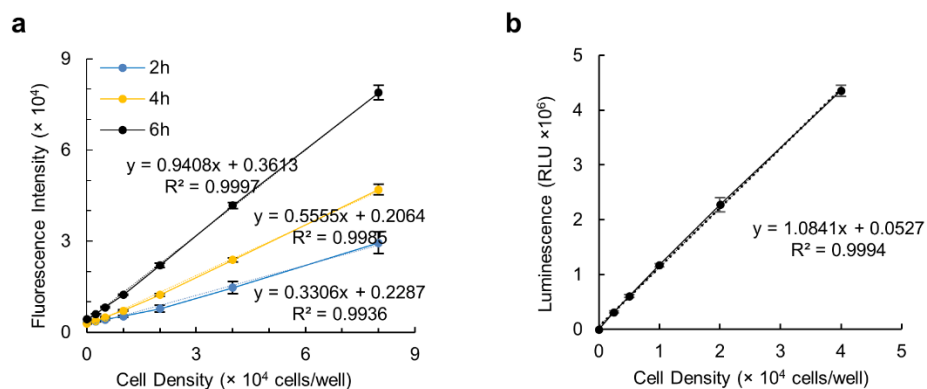 a
Fluorescence Intensity (× 10⁴)
9
6
3
0
2h
4h
6h
y = 0.9408x + 0.3613
R² = 0.9997
y = 0.5555x + 0.2064
R² = 0.9985
y = 0.3306x + 0.2287
R² = 0.9936
0 3 6 9
Cell Density (× 10⁴ cells/well)
b
Luminescence (RLU ×10⁶)
5
4
3
2
1
0
y = 1.0841x + 0.0527
R² = 0.9994
0 1 2 3 4 5
Cell Density (× 10⁴ cells/well)